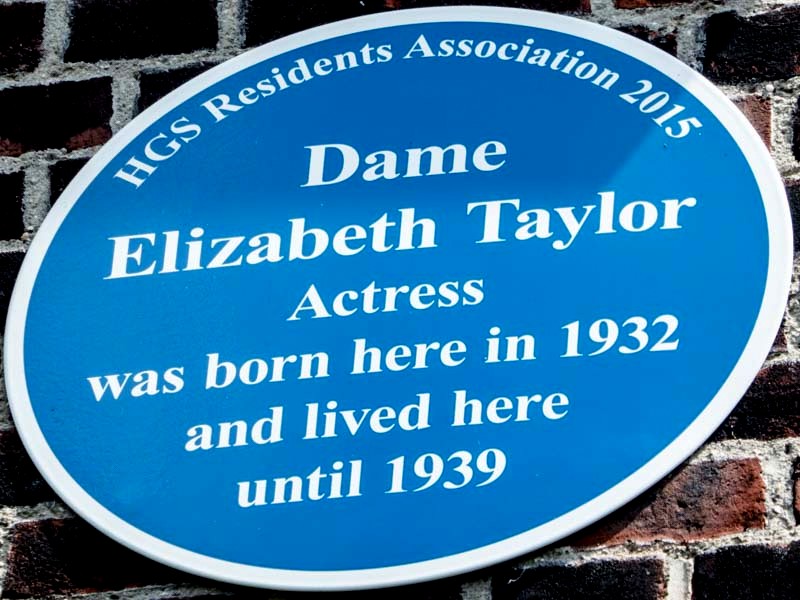 HGS Residents Association 2015
Dame
Elizabeth Taylor
Actress
was born here in 1932
and lived here
until 1939